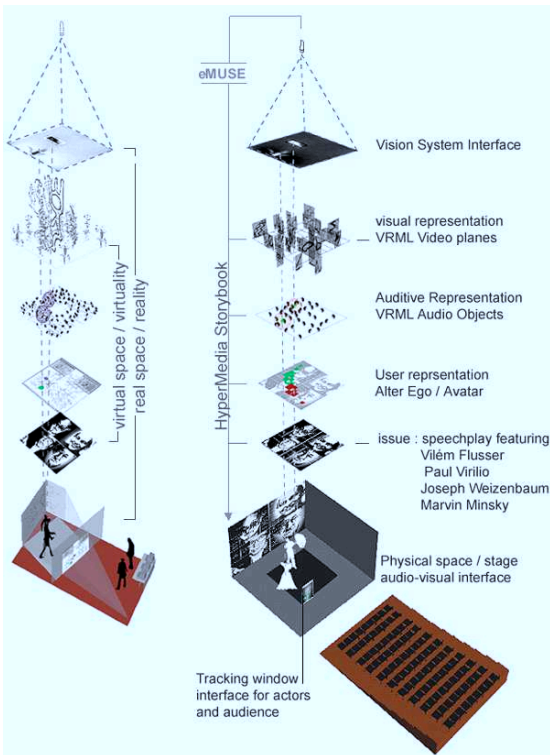 eMUSE
Vision System Interface
visual representation
VRML Video planes
Auditive Representation
VRML Audio Objects
User reprsentation
Alter Ego / Avatar
issue : speechplay featuring
Vilém Flusser
Paul Virilio
Joseph Weizenbaum
Marvin Minsky
Physical space / stage
audio-visual interface
Tracking window
interface for actors
and audience
virtual space / virtuality
real space / reality
HyperMedia Storybook